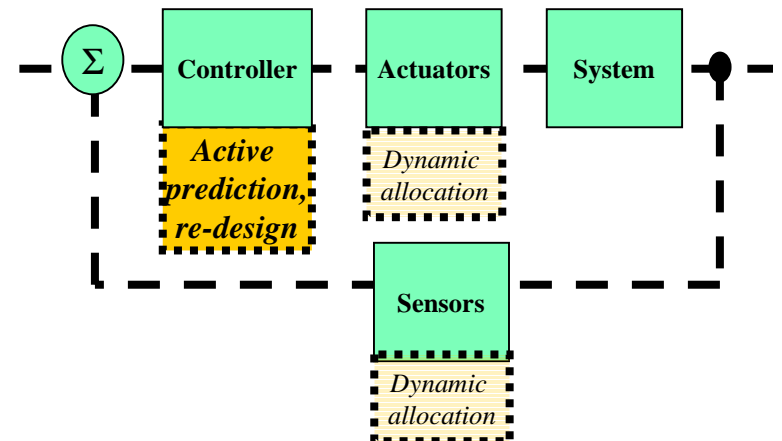 Σ
Controller
Actuators
System
Active
prediction,
re-design
Dynamic
allocation
Sensors
Dynamic
allocation